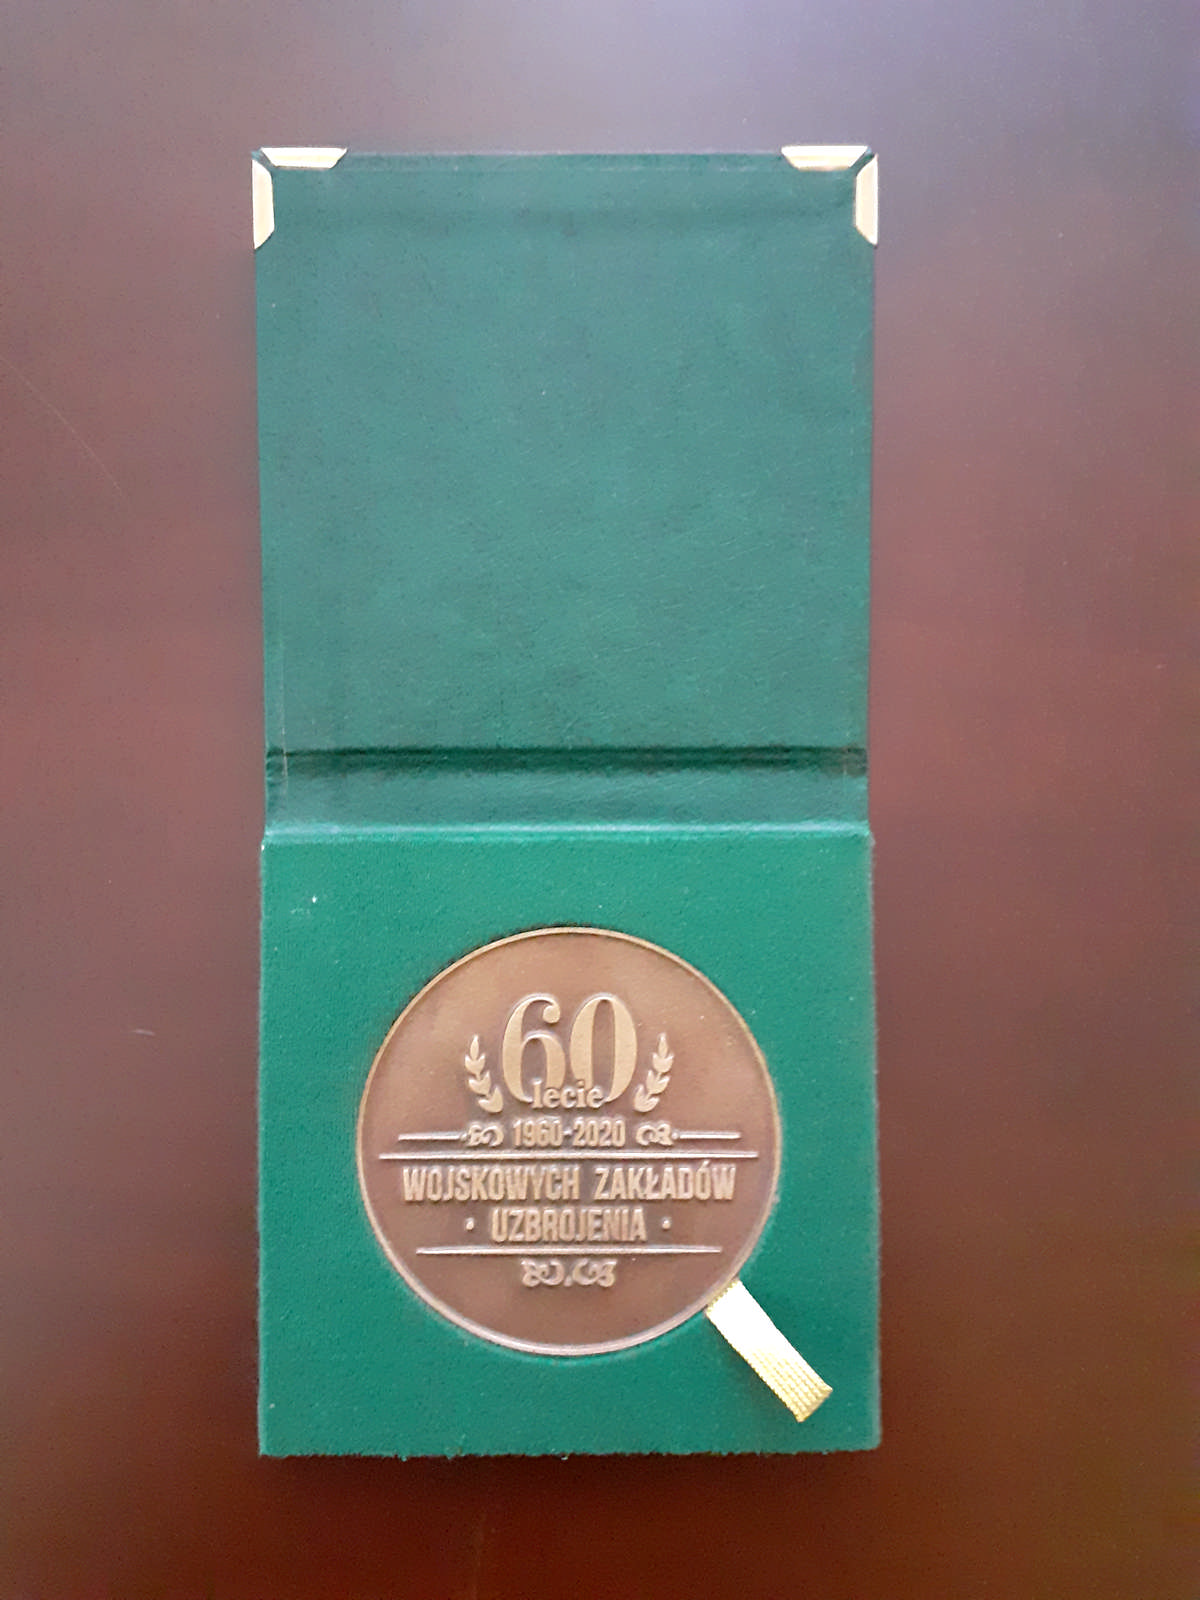 60
lecie
1960-2020
WOJSKOWYCH ZAKŁADÓW
• UZBROJENIA •